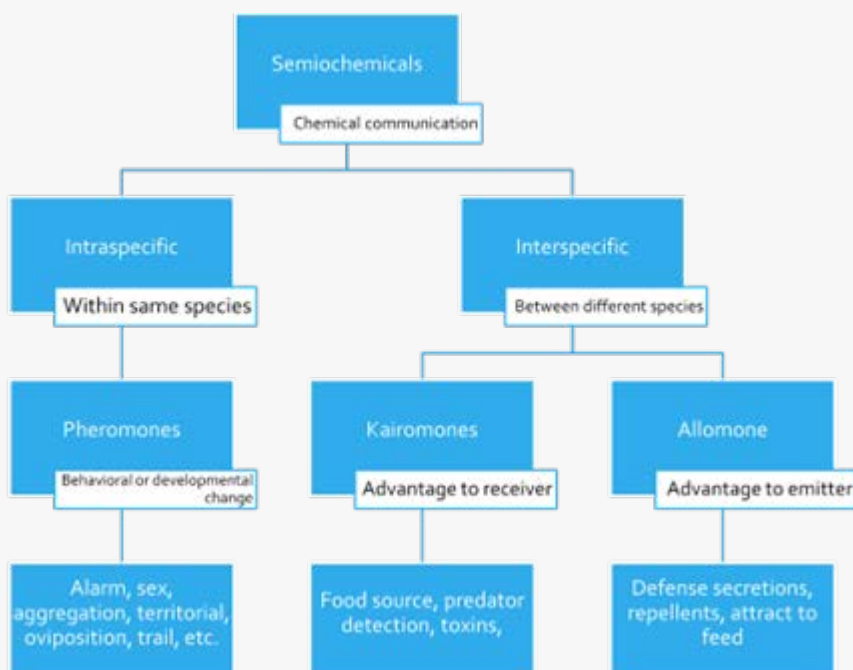 Semiochemicals
Chemical communication
Intraspecific
Within same species
Interspecific
Between different species
Pheromones
Behavioral or developmental
change
Kairomones
Advantage to receiver
Allomone
Advantage to emitter
Alarm, sex,
aggregation, territorial,
oviposition, trail, etc.
Food source, predator
detection, toxins,
Defense secretions,
repellents, attract to
feed